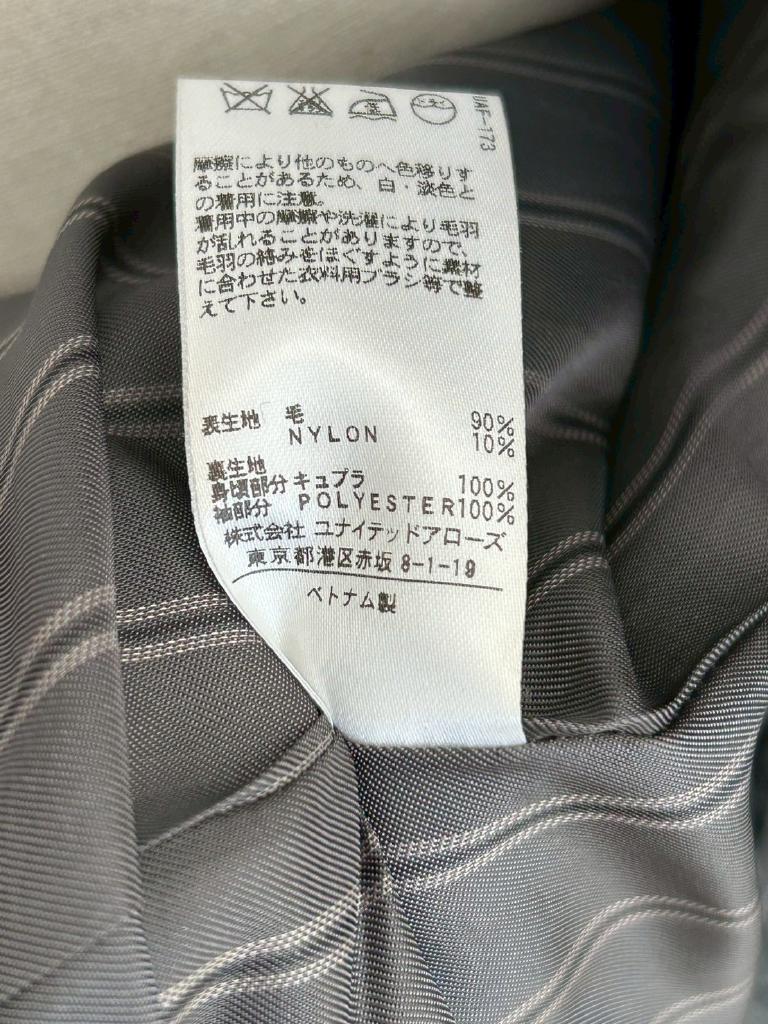 UAF-173
摩擦により他のものへ色移りす
ることがあるため、白・淡色と
の着用に注意。
着用中の摩擦や洗濯により毛羽
が乱れることがありますので、
毛羽の絡みをほぐすように素材
に合わせた衣料用ブラシ等で整
えて下さい。
表生地 毛 90%
NYLON 10%
裏生地
身頃部分 キュプラ 100%
袖部分 POLYESTER100%
株式会社 ユナイテッドアローズ
東京都港区赤坂 8-1-19
ベトナム製